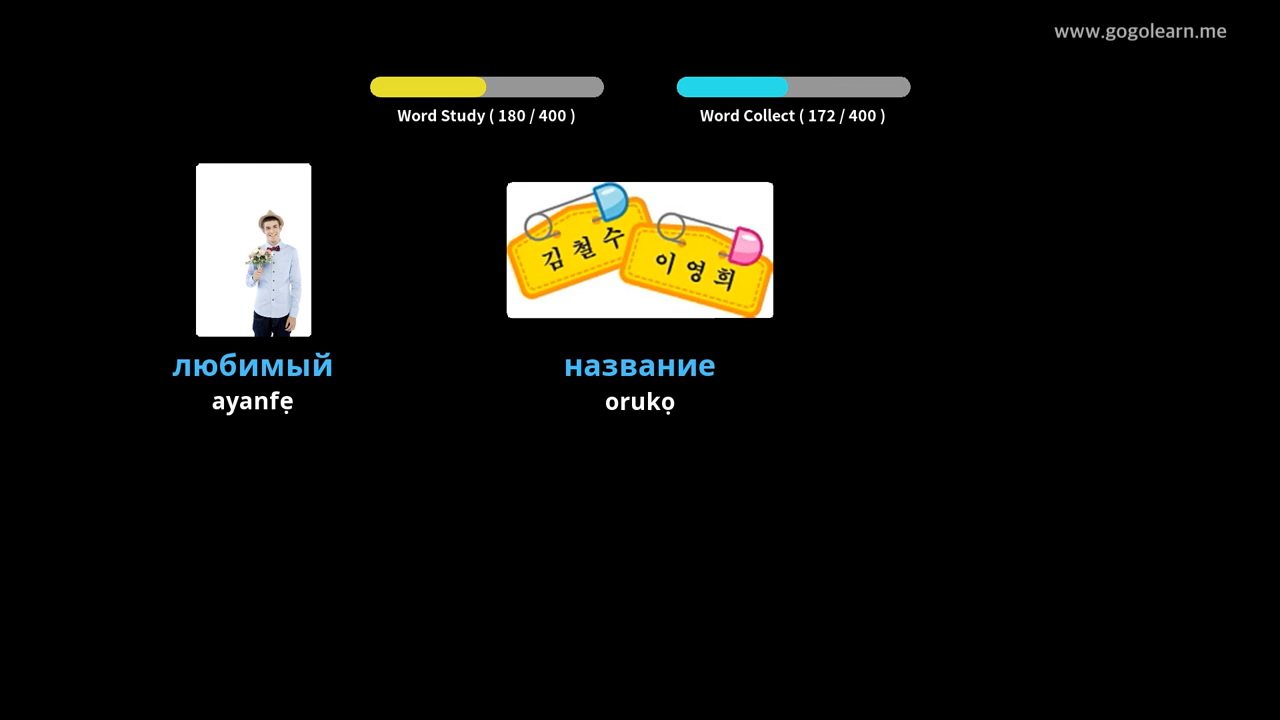 www.gogolearn.me
Word Study ( 180 / 400 )
Word Collect ( 172 / 400 )
김철수
이영희
любимый
ayanfẹ
название
orukọ